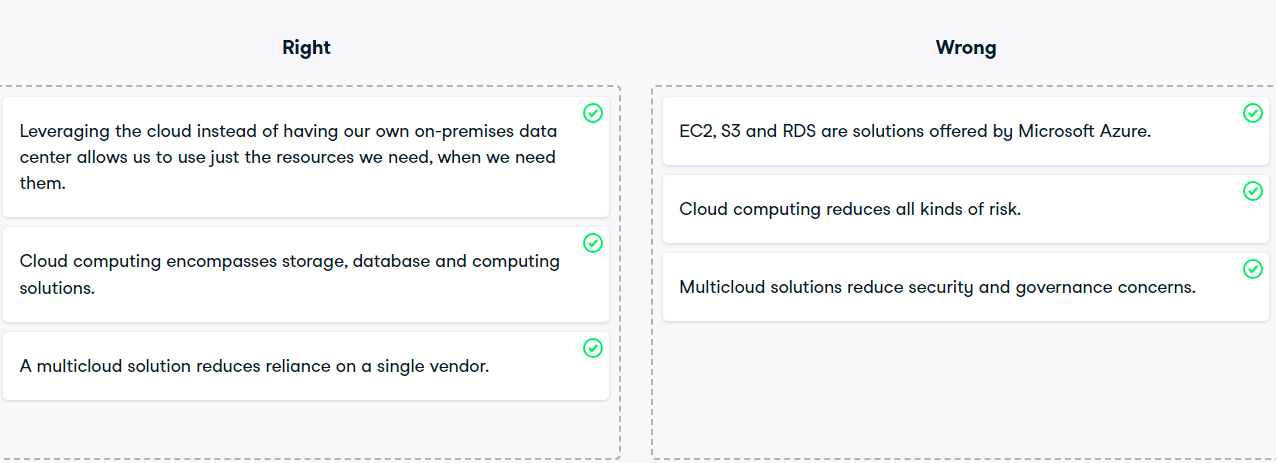 Right
Leveraging the cloud instead of having our own on-premises data
center allows us to use just the resources we need, when we need
them.
Cloud computing encompasses storage, database and computing
solutions.
A multicloud solution reduces reliance on a single vendor.
Wrong
EC2, S3 and RDS are solutions offered by Microsoft Azure.
Cloud computing reduces all kinds of risk.
Multicloud solutions reduce security and governance concerns.